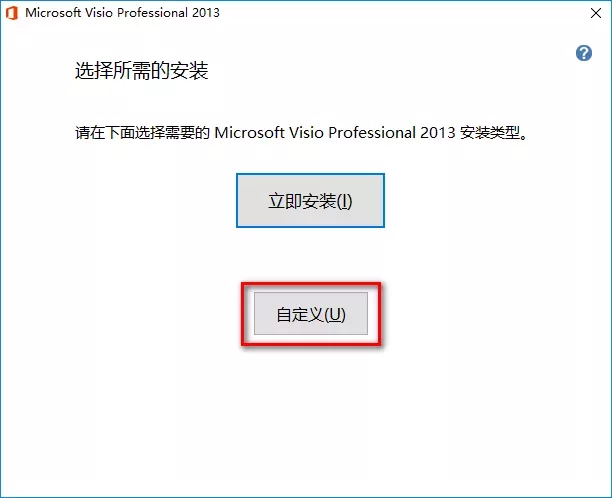 Microsoft Visio Professional 2013
?
选择所需的安装
请在下面选择需要的 Microsoft Visio Professional 2013 安装类型。
立即安装(I)
自定义(U)